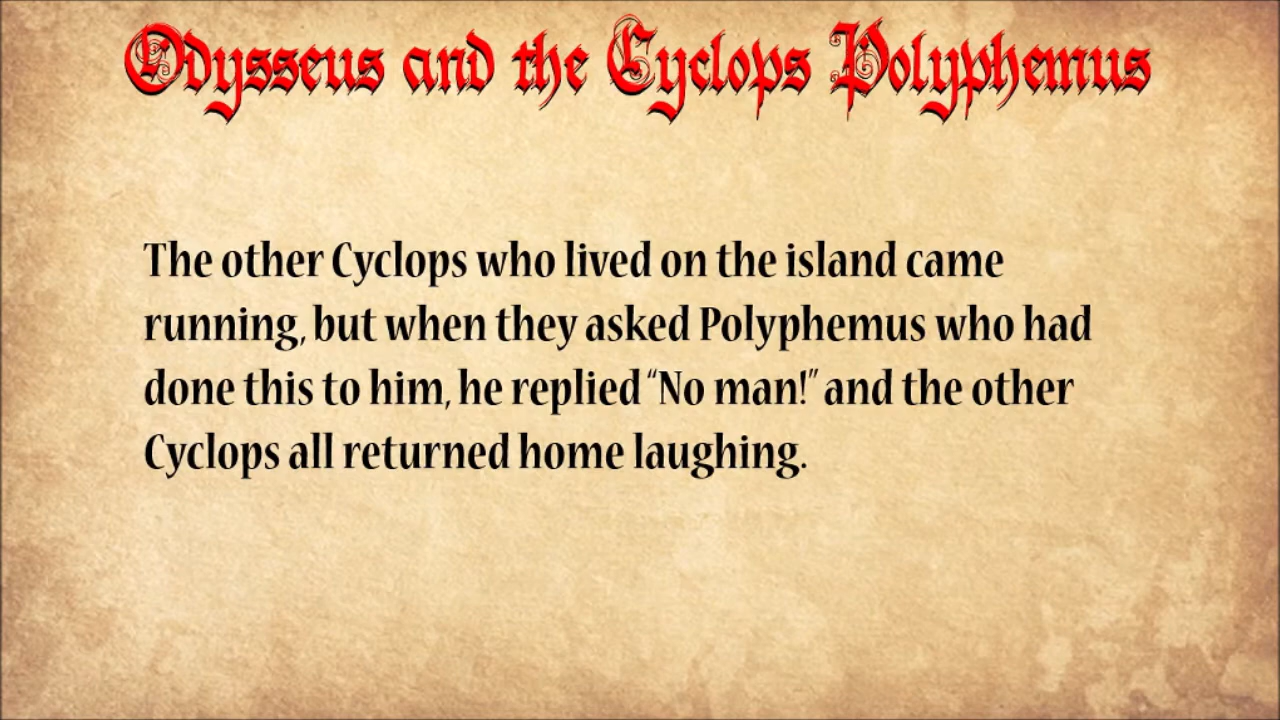 Odysseus and the Cyclops Polyphemus
The other Cyclops who lived on the island came
running, but when they asked Polyphemus who had
done this to him, he replied “No man!” and the other
Cyclops all returned home laughing.